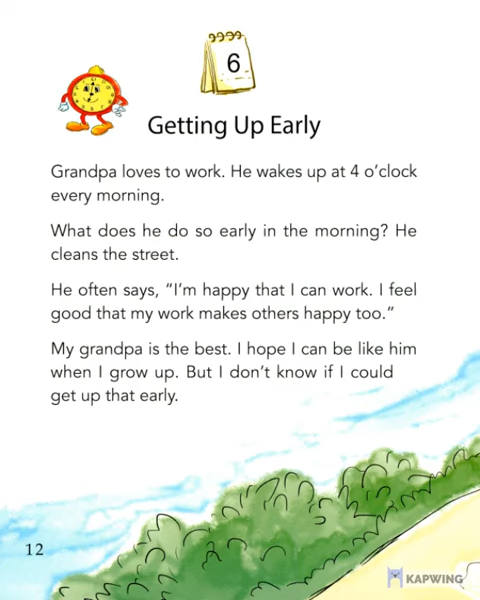 6
Getting Up Early
Grandpa loves to work. He wakes up at 4 o’clock
every morning.
What does he do so early in the morning? He
cleans the street.
He often says, “I’m happy that I can work. I feel
good that my work makes others happy too.”
My grandpa is the best. I hope I can be like him
when I grow up. But I don’t know if I could
get up that early.
12
KAPWING